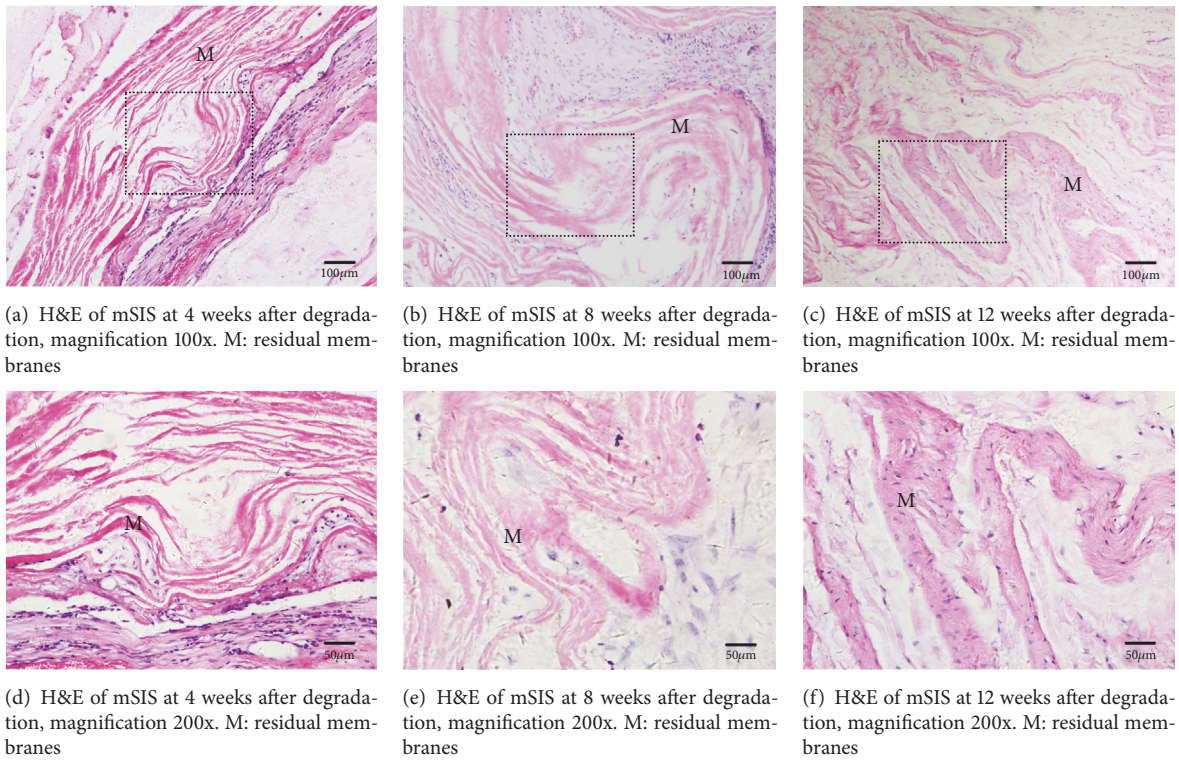 M
100μm
M
100μm
M
100μm
(a) H&E of mSIS at 4 weeks after degrada-
tion, magnification 100x. M: residual mem-
branes
(b) H&E of mSIS at 8 weeks after degrada-
tion, magnification 100x. M: residual mem-
branes
(c) H&E of mSIS at 12 weeks after degrada-
tion, magnification 100x. M: residual mem-
branes
M
50μm
M
50μm
M
50μm
(d) H&E of mSIS at 4 weeks after degrada-
tion, magnification 200x. M: residual mem-
branes
(e) H&E of mSIS at 8 weeks after degrada-
tion, magnification 200x. M: residual mem-
branes
(f) H&E of mSIS at 12 weeks after degrada-
tion, magnification 200x. M: residual mem-
branes